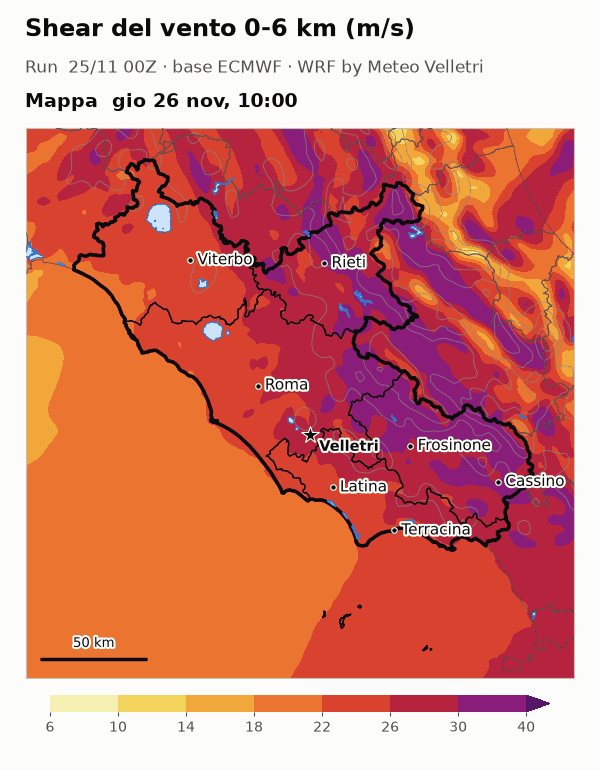 Shear del vento 0-6 km (m/s)
Run  25/11 00Z · base ECMWF · WRF by Meteo Velletri
Mappa  gio 26 nov, 10:00
Viterbo
Rieti
Roma
Velletri
Frosinone
Cassino
Latina
Terracina
50 km
6 10 14 18 22 26 30 40